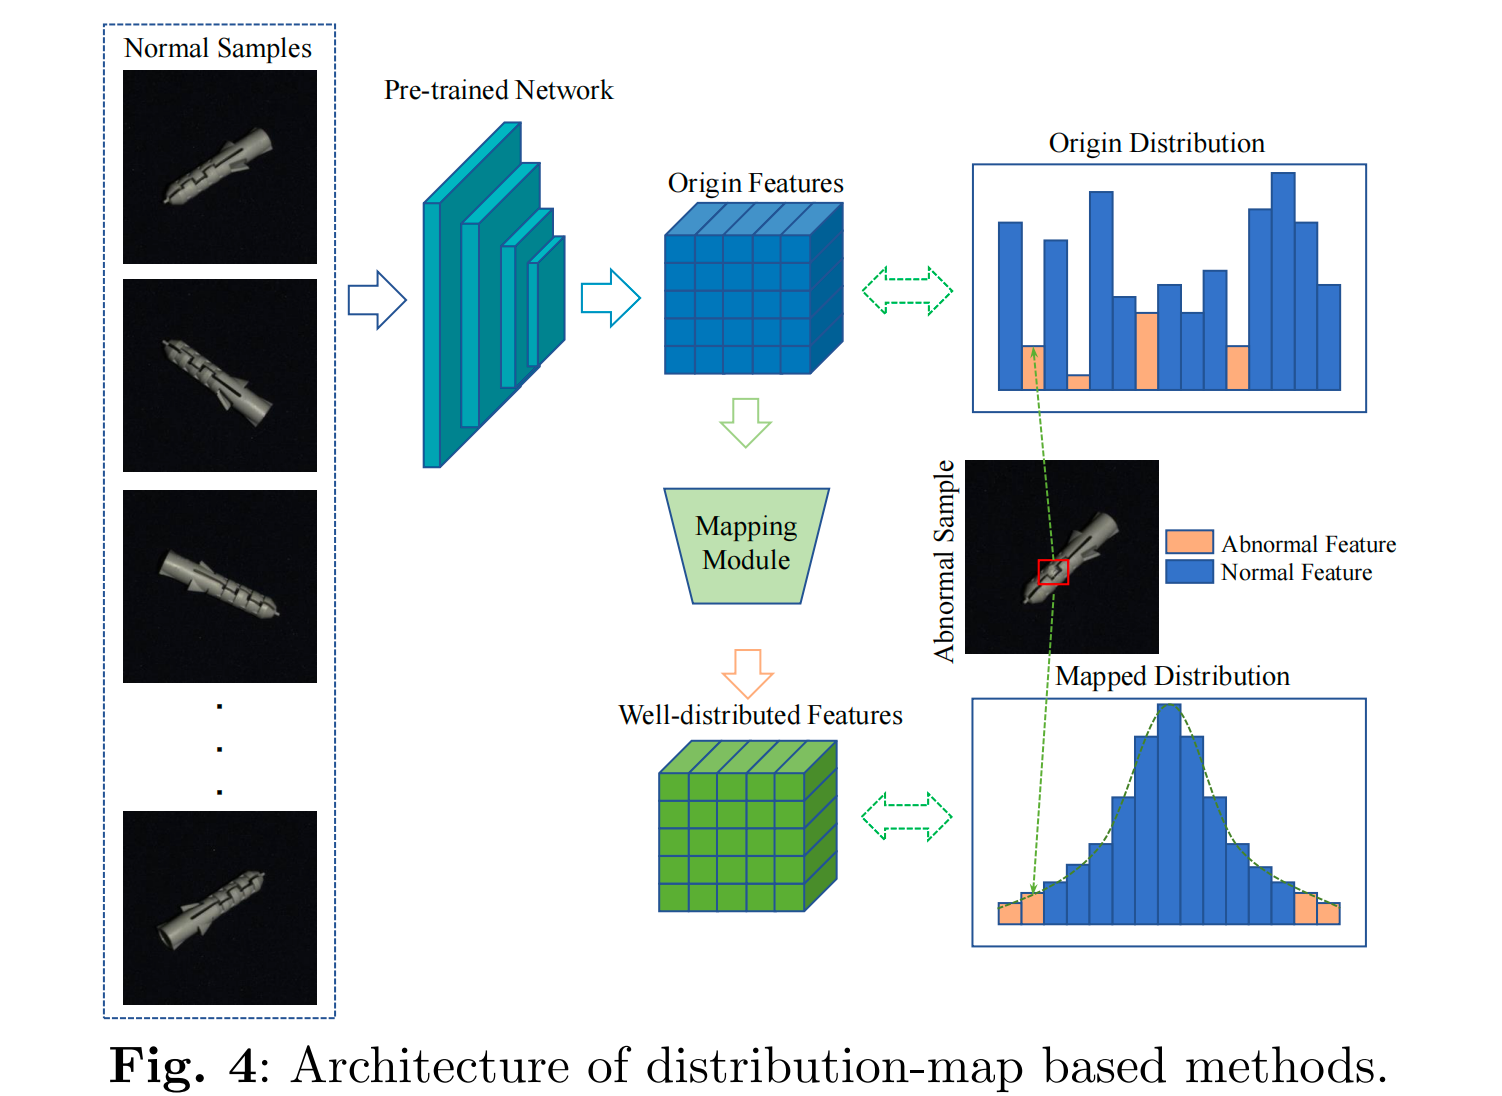 Normal Samples
Pre-trained Network
Origin Features
Origin Distribution
Mapping
Module
Abnormal Sample
Abnormal Feature
Normal Feature
Well-distributed Features
Mapped Distribution
Fig. 4: Architecture of distribution-map based methods.